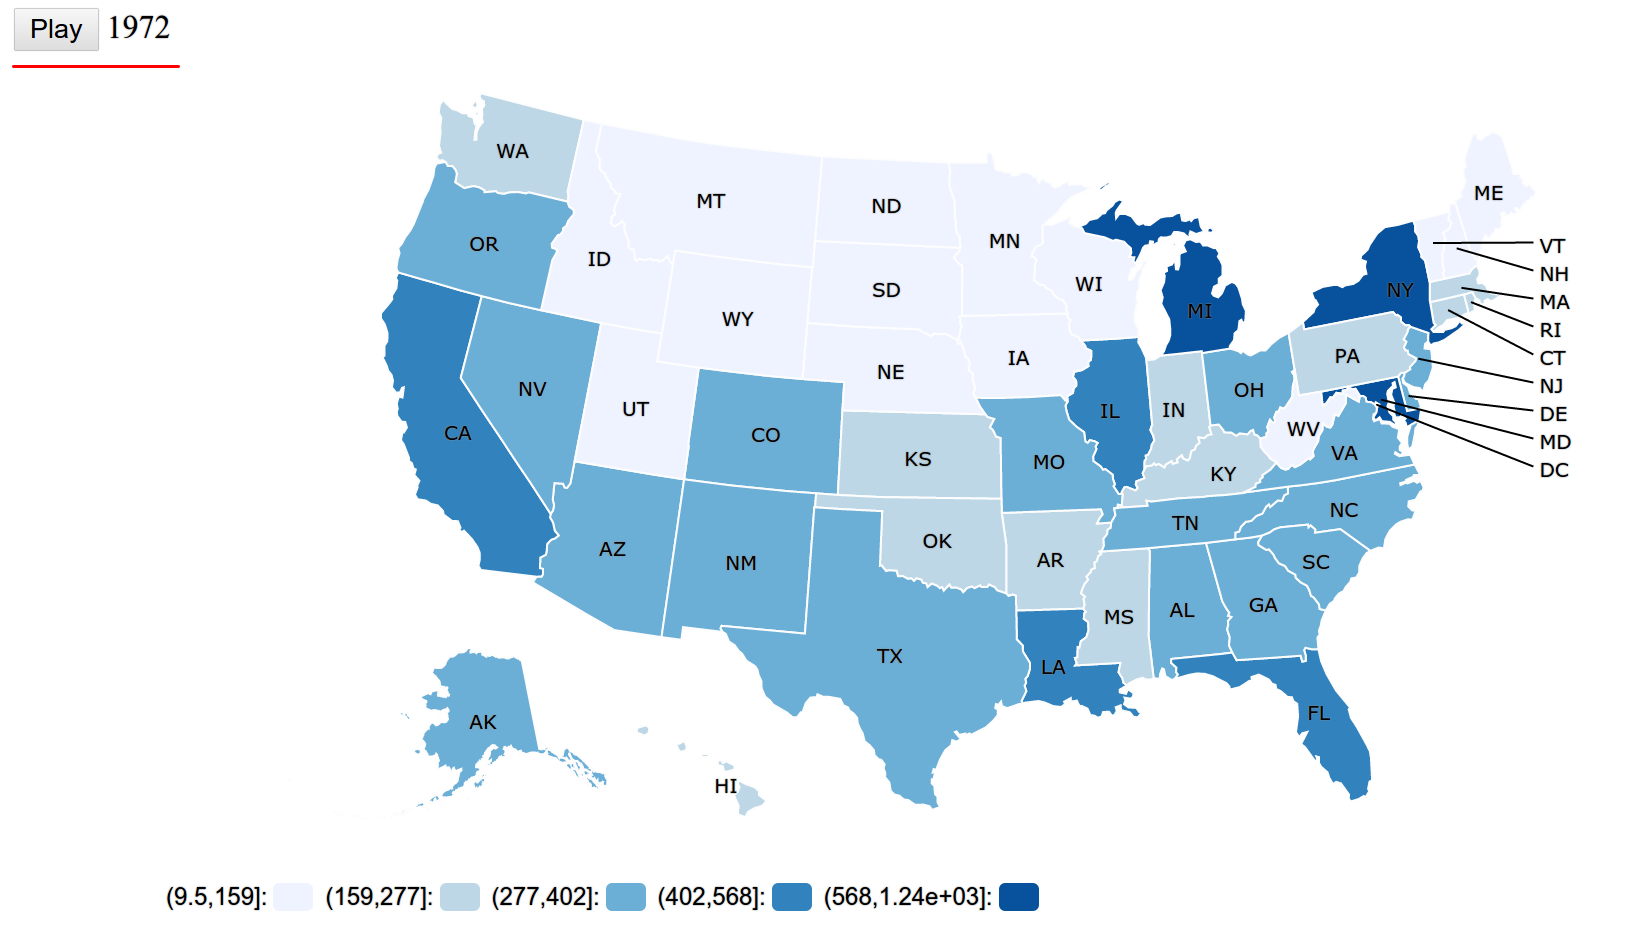 Play 1972
WA
MT
ND
ME
OR
MN
VT
ID
WI
NH
SD
NY
MA
WY
MI
RI
IA
PA
CT
NE
NV
OH
NJ
UT
IL
IN
DE
CA
CO
WV
MD
KS
MO
KY
VA
DC
NC
TN
AZ
NM
OK
AR
SC
MS
AL
GA
TX
LA
FL
AK
HI
(9.5,159]: (159,277]: (277,402]: (402,568]: (568,1.24e+03]: